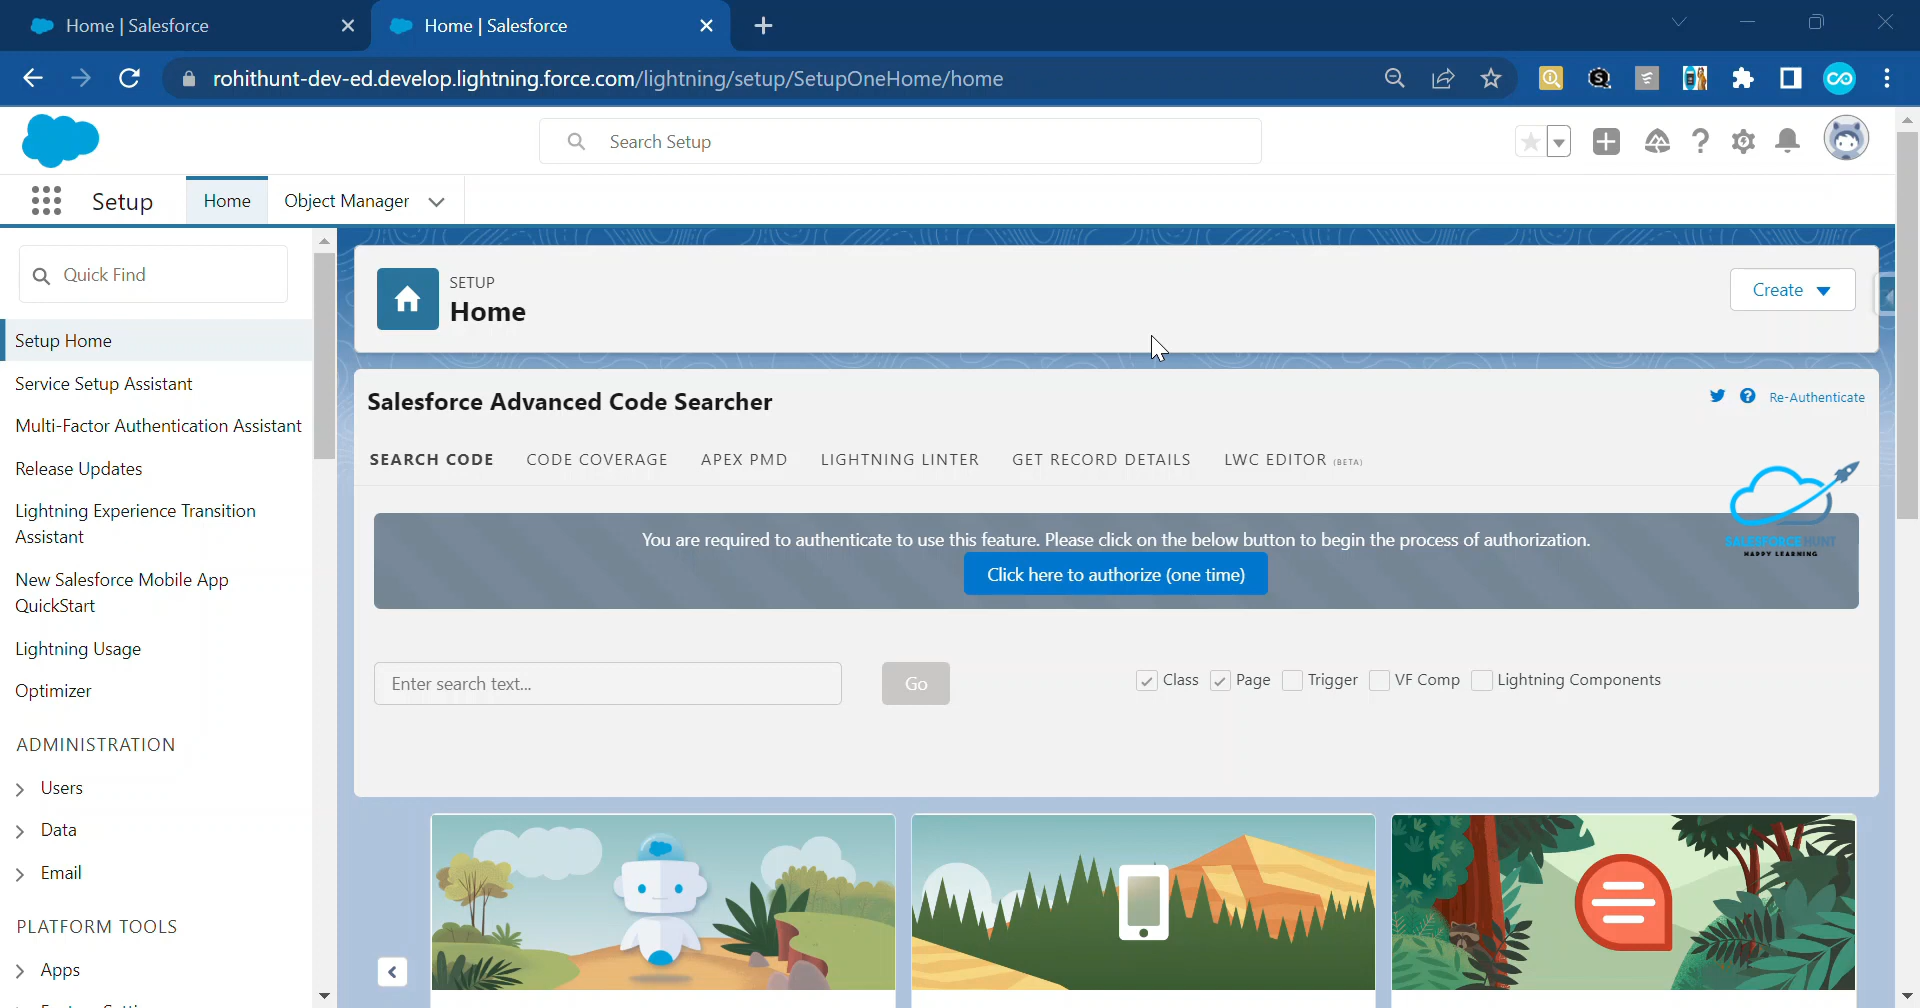 Home | Salesforce
Home | Salesforce
rohithunt-dev-ed.develop.lightning.force.com/lightning/setup/SetupOneHome/home
Search Setup
Setup
Home
Object Manager
Quick Find
Setup Home
Service Setup Assistant
Multi-Factor Authentication Assistant
Release Updates
Lightning Experience Transition
Assistant
New Salesforce Mobile App
QuickStart
Lightning Usage
Optimizer
ADMINISTRATION
Users
Data
Email
PLATFORM TOOLS
Apps
SETUP
Home
Create
Salesforce Advanced Code Searcher
Re-Authenticate
SEARCH CODE CODE COVERAGE APEX PMD LIGHTNING LINTER GET RECORD DETAILS LWC EDITOR (BETA)
SALESFORCE HUNT
HAPPY LEARNING
You are required to authenticate to use this feature. Please click on the below button to begin the process of authorization.
Click here to authorize (one time)
Enter search text...
Go
Class Page Trigger VF Comp Lightning Components